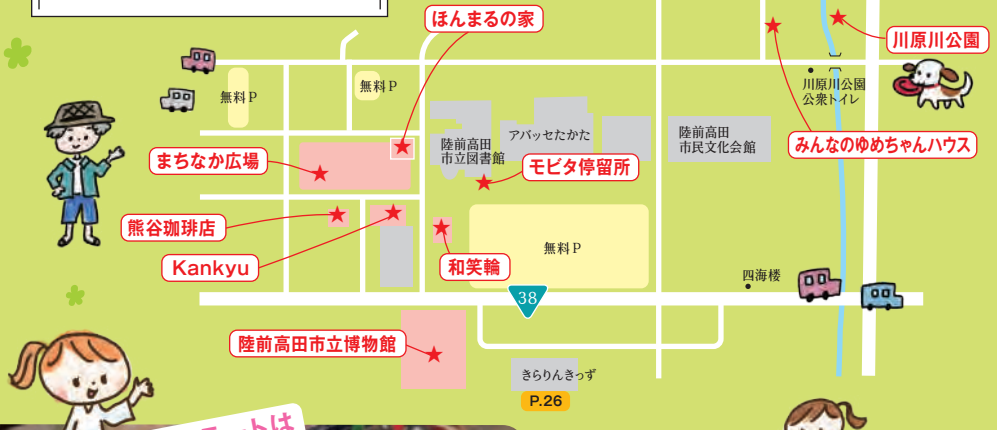 ほんまるの家
川原川公園
無料P
無料P
川原川公園
公衆トイレ
陸前高田
市立図書館
アバッセたかた
陸前高田
市民文化会館
みんなのゆめちゃんハウス
まちなか広場
モビタ停留所
熊谷珈琲店
Kankyu
和笑輪
無料P
四海楼
38
陸前高田市立博物館
きらりんきっず
P.26